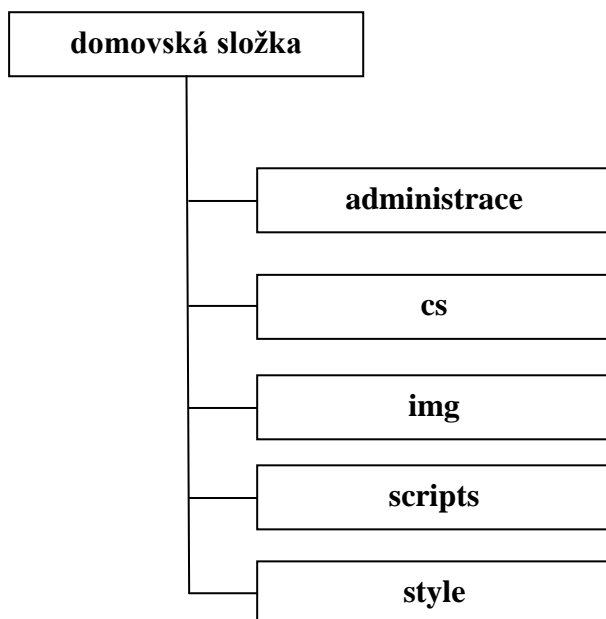 domovská složka
administrace
cs
img
scripts
style